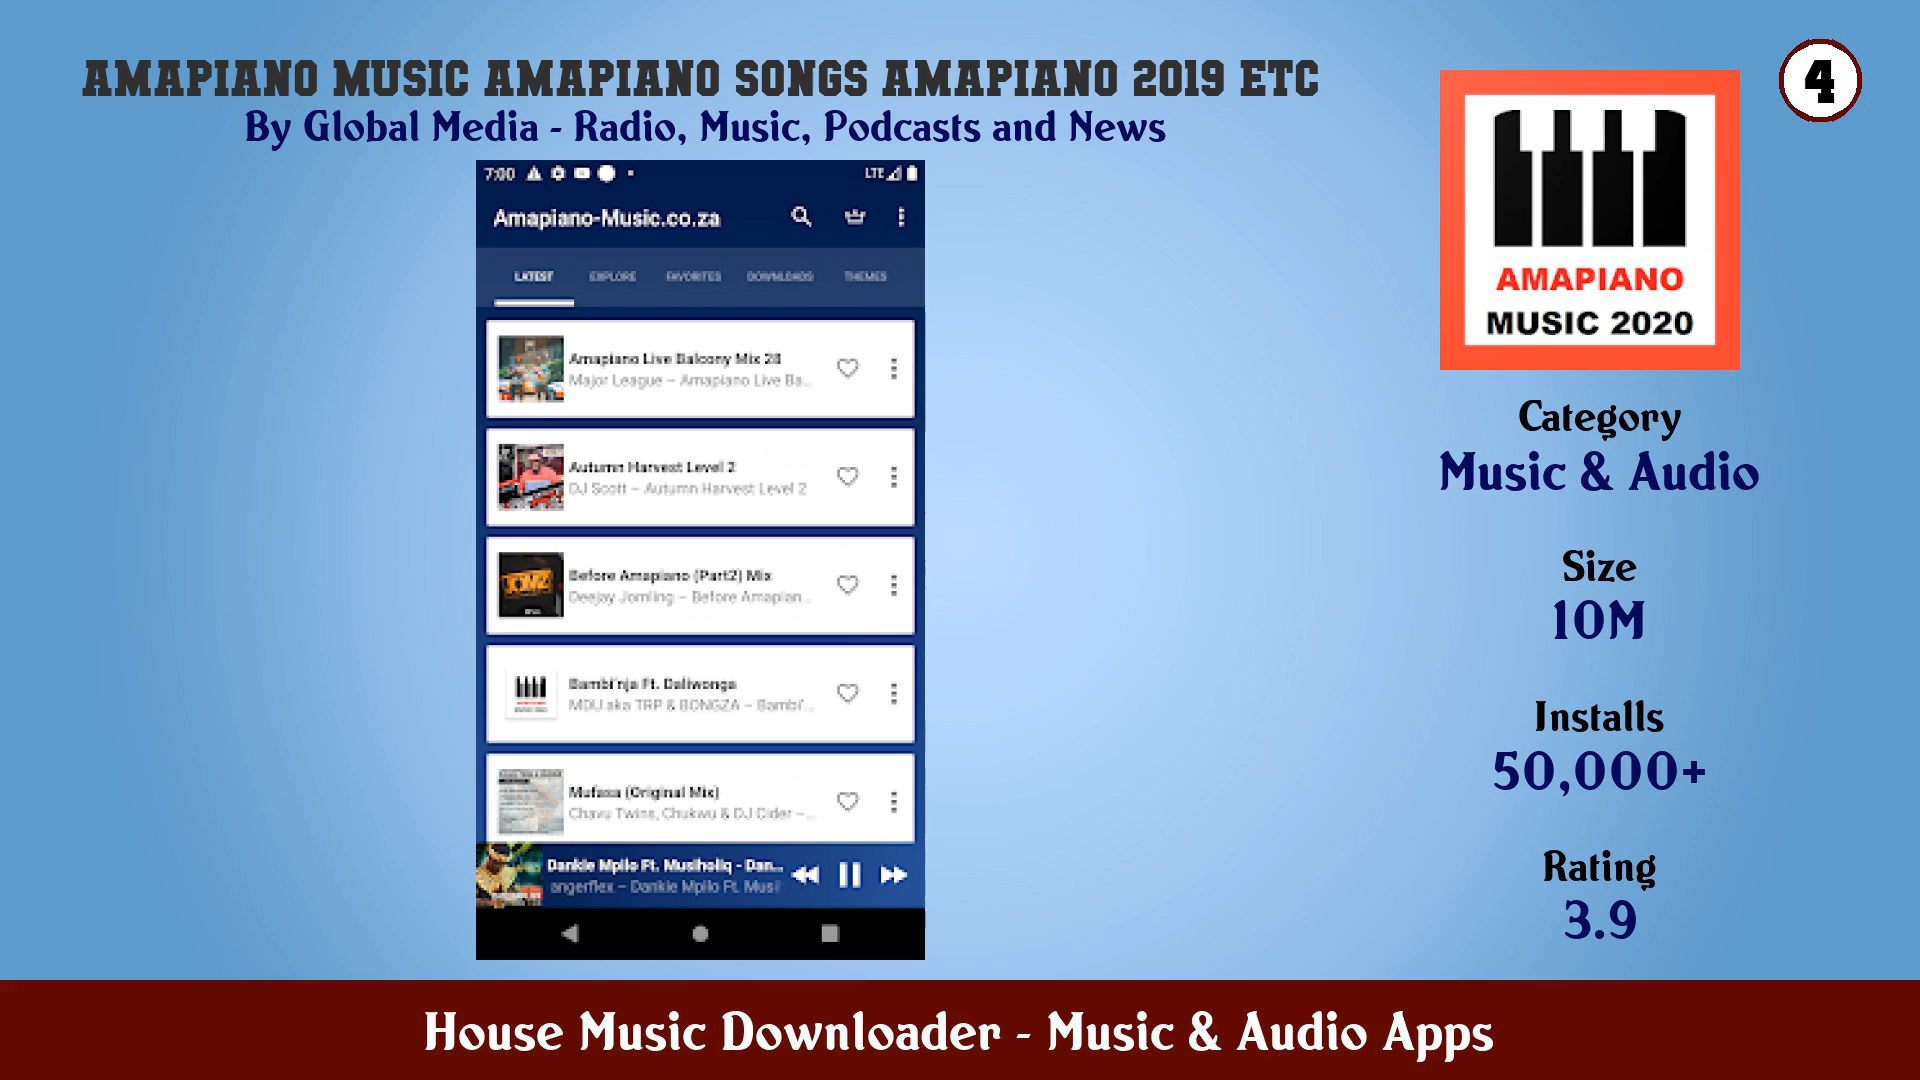 AMAPIANO MUSIC AMAPIANO SONGS AMAPIANO 2019 ETC
By Global Media - Radio, Music, Podcasts and News
4
7:00
LTE
Amapiano-Music.co.za
LATEST EXPLORE FAVORITES DOWNLOADS THEMES
Amapiano Live Balcony Mix 28
Major League – Amapiano Live Ba...
Autumn Harvest Level 2
DJ Scott – Autumn Harvest Level 2
Before Amapiano (Part2) Mix
Deejay Jomling – Before Amapian...
Bambi'nja Ft. Daliwonga
MDU aka TRP & BONGZA – Bambi'...
Mufasa (Original Mix)
Chavu Twins, Chukwu & DJ Cider –...
Dankie Mpilo Ft. Musiholiq - Dan...
angerflex – Dankie Mpilo Ft. Musi
AMAPIANO
MUSIC 2020
Category
Music & Audio
Size
10M
Installs
50,000+
Rating
3.9
House Music Downloader - Music & Audio Apps